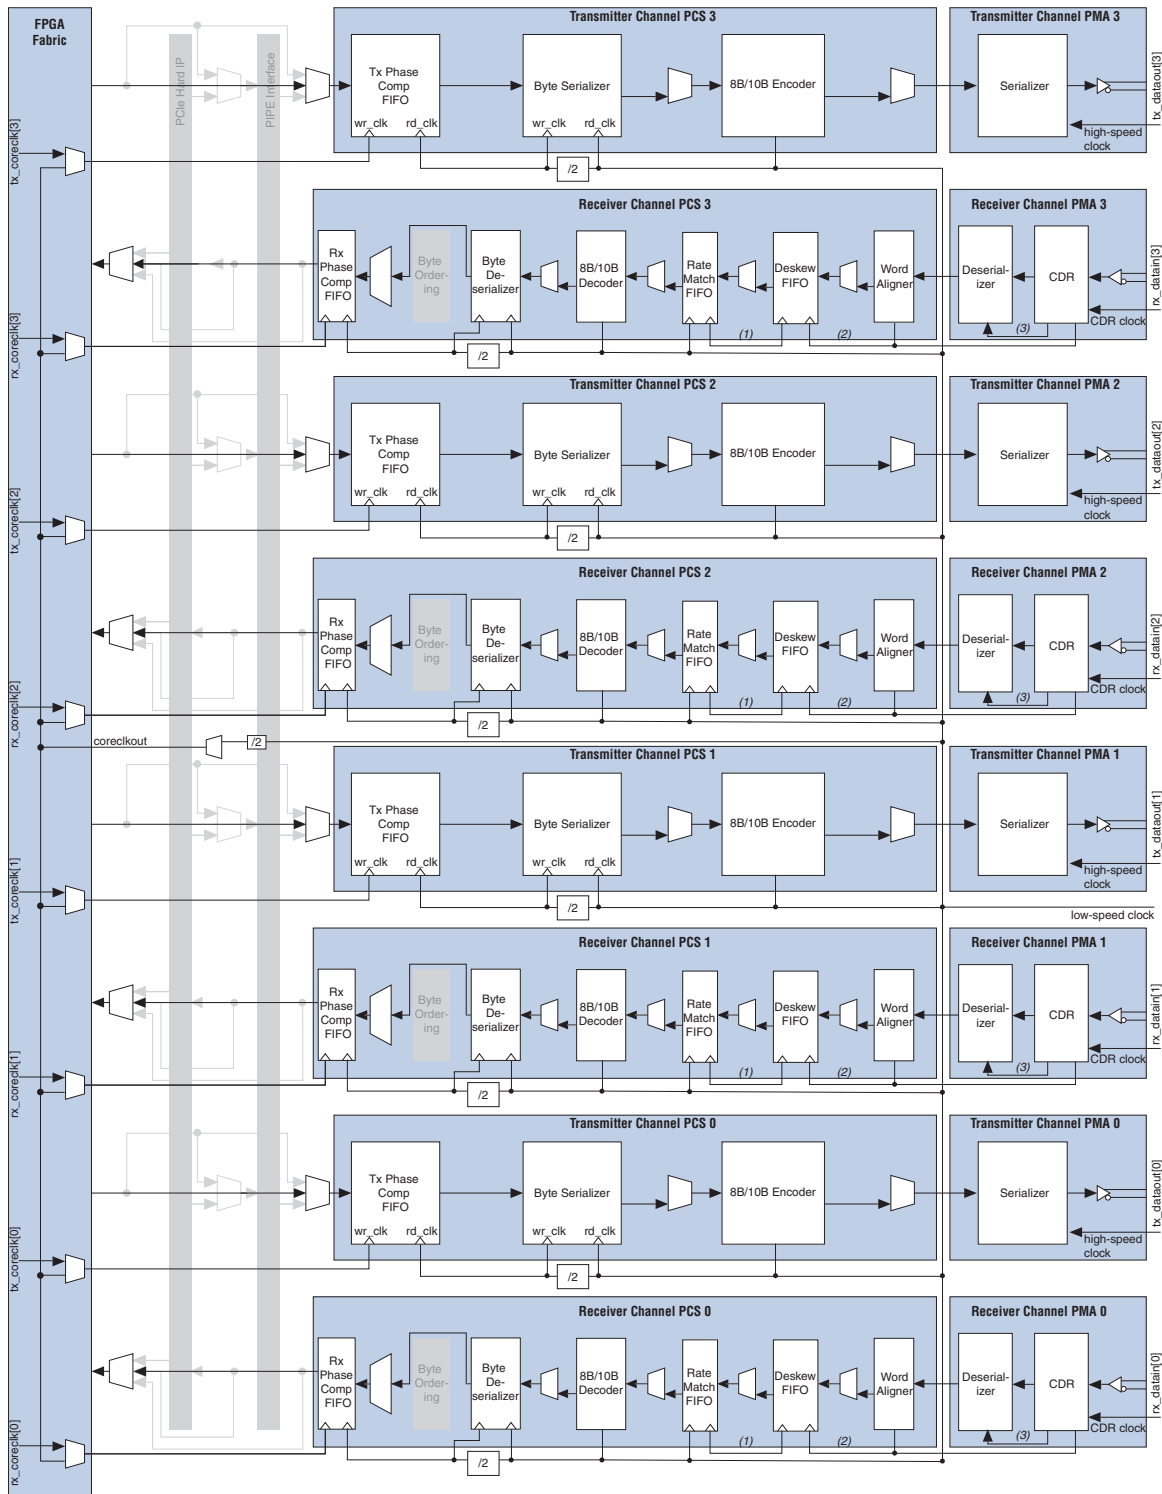 FPGA
Fabric
PCIe Hard IP
PIPE Interface
Transmitter Channel PCS 3
Tx Phase
Comp
FIFO
wr_clk
rd_clk
Byte Serializer
wr_clk
rd_clk
8B/10B Encoder
/2
Transmitter Channel PMA 3
Serializer
high-speed
clock
tx_dataout[3]
tx_coreclk[3]
Receiver Channel PCS 3
Rx
Phase
Comp
FIFO
Byte
Order-
ing
Byte
De-
serializer
8B/10B
Decoder
Rate
Match
FIFO
Deskew
FIFO
Word
Aligner
(1)
(2)
/2
Receiver Channel PMA 3
Deserial-
izer
CDR
(3)
CDR clock
rx_datain[3]
rx_coreclk[3]
Transmitter Channel PCS 2
Tx Phase
Comp
FIFO
wr_clk
rd_clk
Byte Serializer
wr_clk
rd_clk
8B/10B Encoder
/2
Transmitter Channel PMA 2
Serializer
high-speed
clock
tx_dataout[2]
tx_coreclk[2]
Receiver Channel PCS 2
Rx
Phase
Comp
FIFO
Byte
Order-
ing
Byte
De-
serializer
8B/10B
Decoder
Rate
Match
FIFO
Deskew
FIFO
Word
Aligner
(1)
(2)
/2
Receiver Channel PMA 2
Deserial-
izer
CDR
(3)
CDR clock
rx_datain[2]
rx_coreclk[2]
coreclkout
/2
Transmitter Channel PCS 1
Tx Phase
Comp
FIFO
wr_clk
rd_clk
Byte Serializer
wr_clk
rd_clk
8B/10B Encoder
/2
Transmitter Channel PMA 1
Serializer
high-speed
clock
tx_dataout[1]
tx_coreclk[1]
low-speed clock
Receiver Channel PCS 1
Rx
Phase
Comp
FIFO
Byte
Order-
ing
Byte
De-
serializer
8B/10B
Decoder
Rate
Match
FIFO
Deskew
FIFO
Word
Aligner
(1)
(2)
/2
Receiver Channel PMA 1
Deserial-
izer
CDR
(3)
CDR clock
rx_datain[1]
rx_coreclk[1]
Transmitter Channel PCS 0
Tx Phase
Comp
FIFO
wr_clk
rd_clk
Byte Serializer
wr_clk
rd_clk
8B/10B Encoder
/2
Transmitter Channel PMA 0
Serializer
high-speed
clock
tx_dataout[0]
tx_coreclk[0]
Receiver Channel PCS 0
Rx
Phase
Comp
FIFO
Byte
Order-
ing
Byte
De-
serializer
8B/10B
Decoder
Rate
Match
FIFO
Deskew
FIFO
Word
Aligner
(1)
(2)
/2
Receiver Channel PMA 0
Deserial-
izer
CDR
(3)
CDR clock
rx_datain[0]
rx_coreclk[0]